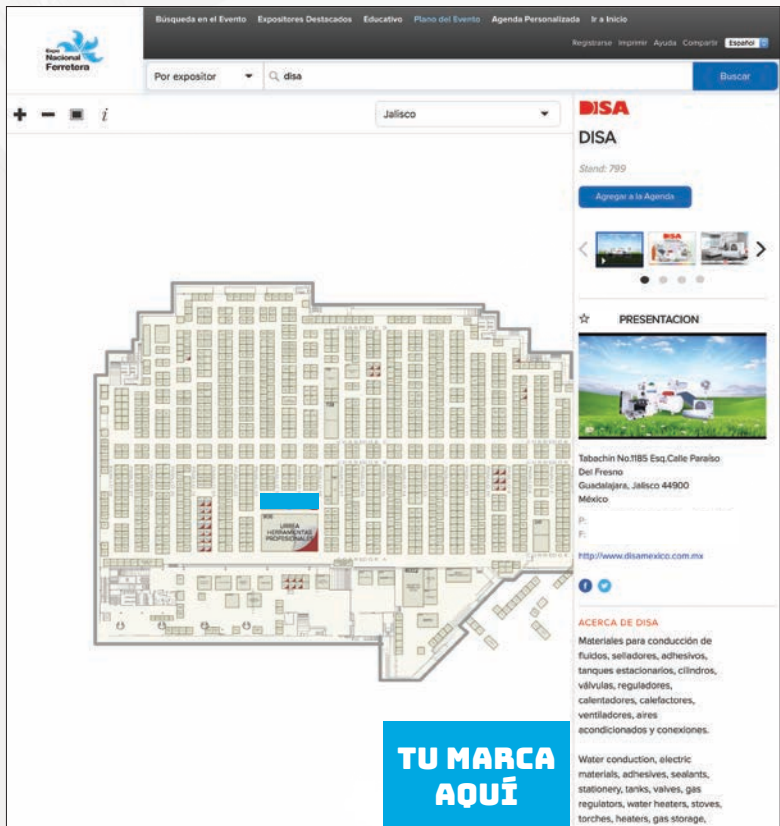 Búsqueda en el Evento Expositores Destacados Educativo Plano del Evento Agenda Personalizada Ir a Inicio
Registrarse Imprimir Ayuda Compartir Español
Expo
Nacional
Ferretera
Por expositor disa Buscar
Jalisco
DISA
DISA
Stand: 799
Agregar a la Agenda
PRESENTACION
Tabachín No.1185 Esq.Calle Paraíso
Del Fresno
Guadalajara, Jalisco 44900
México
P:
F:
http://www.disamexico.com.mx
URREA
HERRAMIENTAS
PROFESIONALES
ACERCA DE DISA
Materiales para conducción de
fluidos, selladores, adhesivos,
tanques estacionarios, cilindros,
válvulas, reguladores,
calentadores, calefactores,
ventiladores, aires
acondicionados y conexiones.
Water conduction, electric
materials, adhesives, sealants,
stationery, tanks, valves, gas
regulators, water heaters, stoves,
torches, heaters, gas storage,
TU MARCA
AQUÍ